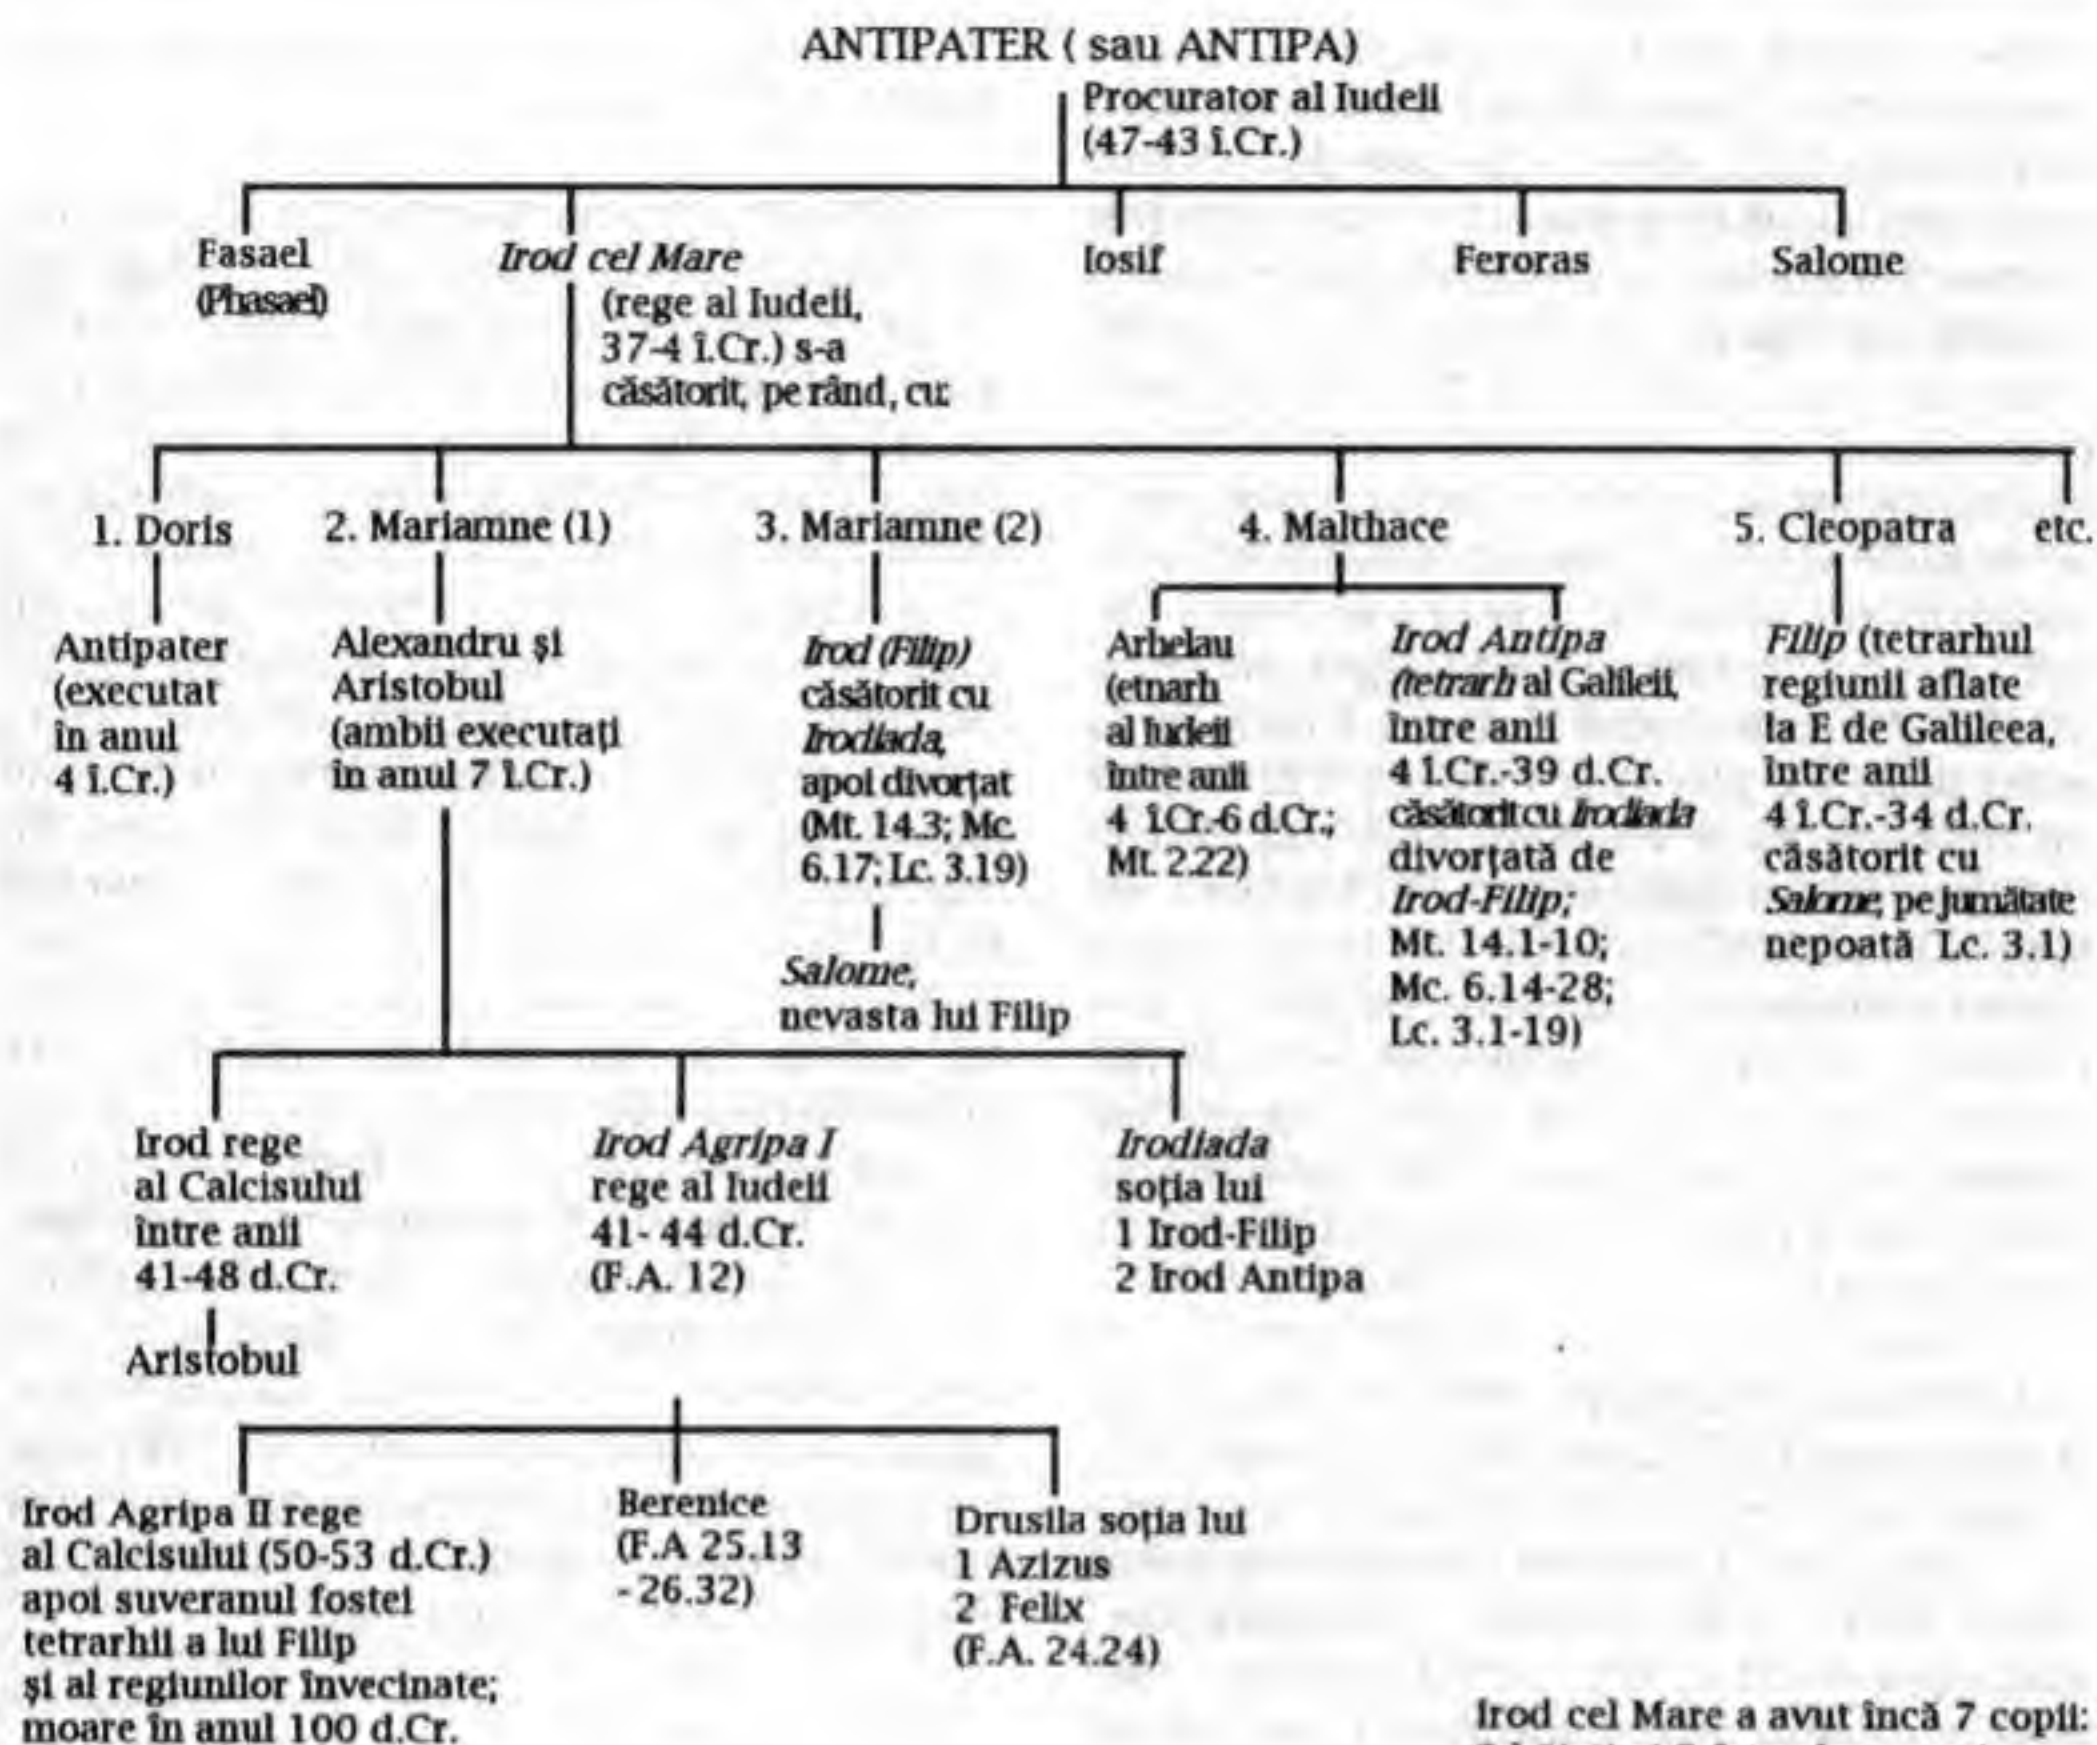 ANTIPATER ( sau ANTIPA)
Procurator al Iudeii
(47-43 î.Cr.)
Fasael
(Phasael)
Irod cel Mare
(rege al Iudeii,
37-4 î.Cr.) s-a
căsătorit, pe rând, cu:
Iosif
Feroras
Salome
1. Doris
2. Mariamne (1)
3. Mariamne (2)
4. Malthace
5. Cleopatra
etc.
Antipater
(executat
în anul
4 î.Cr.)
Alexandru şi
Aristobul
(ambii executaţi
în anul 7 î.Cr.)
Irod (Filip)
căsătorit cu
Irodiada,
apoi divorţat
(Mt. 14.3; Mc.
6.17; Lc. 3.19)
Salome,
nevasta lui Filip
Arhelau
(etnarh
al Iudeii
între anii
4 î.Cr.-6 d.Cr.;
Mt. 2.22)
Irod Antipa
(tetrarh al Galileii,
între anii
4 î.Cr.-39 d.Cr.
căsătorit cu Irodiada
divorţată de
Irod-Filip;
Mt. 14.1-10;
Mc. 6.14-28;
Lc. 3.1-19)
Filip (tetrarhul
regiunii aflate
la E de Galileea,
între anii
4 î.Cr.-34 d.Cr.
căsătorit cu
Salome, pe jumătate
nepoată Lc. 3.1)
Irod rege
al Calcisului
între anii
41-48 d.Cr.
Aristobul
Irod Agripa I
rege al Iudeii
41- 44 d.Cr.
(F.A. 12)
Irodiada
soţia lui
1 Irod-Filip
2 Irod Antipa
Irod Agripa II rege
al Calcisului (50-53 d.Cr.)
apoi suveranul fostei
tetrarhii a lui Filip
şi al regiunilor învecinate;
moare în anul 100 d.Cr.
Berenice
(F.A 25.13
- 26.32)
Drusila soţia lui
1 Azizus
2 Felix
(F.A. 24.24)
Irod cel Mare a avut încă 7 copii: